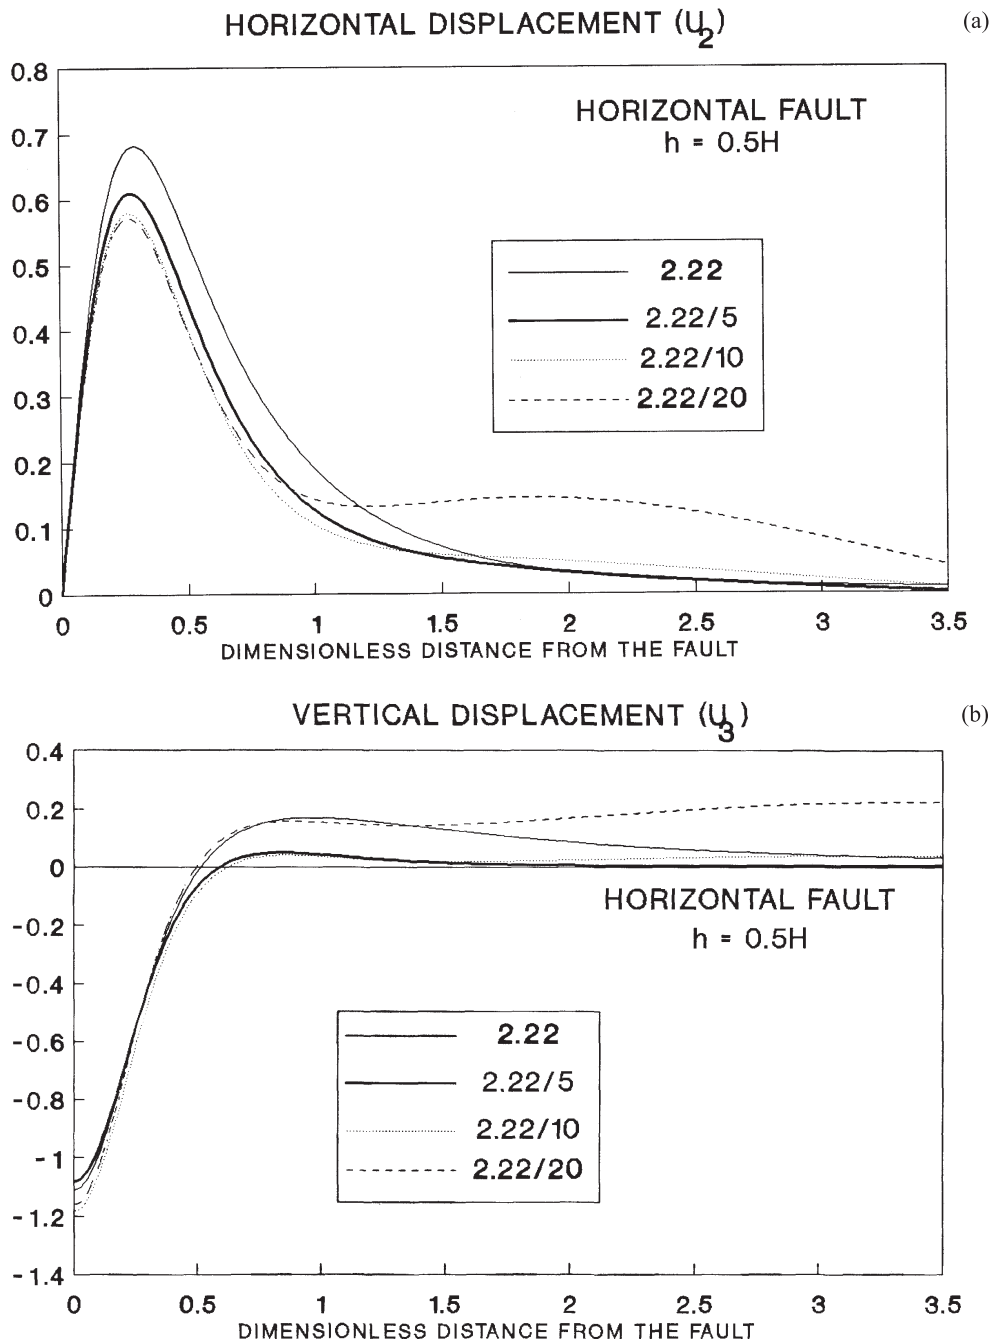 HORIZONTAL DISPLACEMENT (U2)
(a)
0.8
0.7
0.6
0.5
0.4
0.3
0.2
0.1
0
HORIZONTAL FAULT
h = 0.5H
2.22
2.22/5
2.22/10
2.22/20
0 0.5 1 1.5 2 2.5 3 3.5
DIMENSIONLESS DISTANCE FROM THE FAULT
VERTICAL DISPLACEMENT (U3)
(b)
0.4
0.2
0
-0.2
-0.4
-0.6
-0.8
-1
-1.2
-1.4
HORIZONTAL FAULT
h = 0.5H
2.22
2.22/5
2.22/10
2.22/20
0 0.5 1 1.5 2 2.5 3 3.5
DIMENSIONLESS DISTANCE FROM THE FAULT